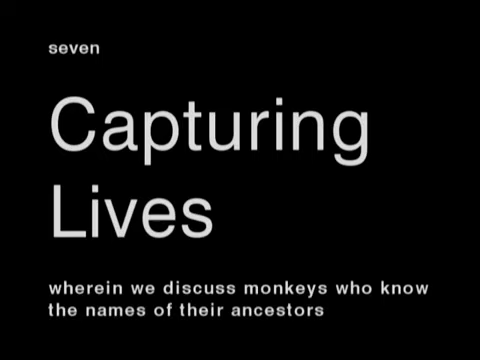 seven
Capturing
Lives
wherein we discuss monkeys who know
the names of their ancestors